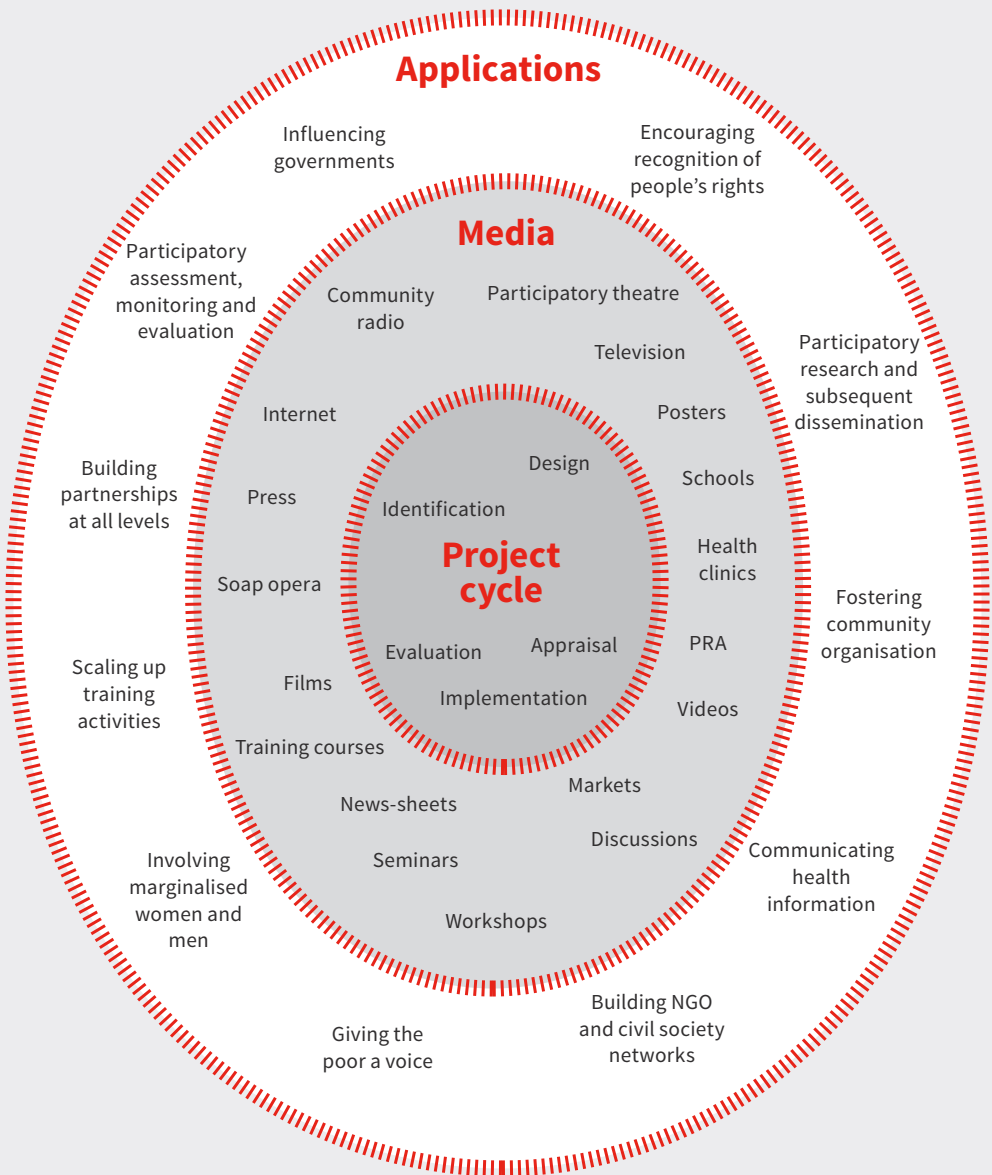 Applications
Influencing
governments
Encouraging
recognition of
people's rights
Participatory
assessment,
monitoring and
evaluation
Participatory
research and
subsequent
dissemination
Building
partnerships
at all levels
Fostering
community
organisation
Scaling up
training
activities
Communicating
health
information
Involving
marginalised
women and
men
Building NGO
and civil society
networks
Giving the
poor a voice
Media
Community
radio
Participatory theatre
Television
Internet
Posters
Schools
Press
Health
clinics
Soap opera
PRA
Films
Videos
Training courses
Markets
News-sheets
Discussions
Seminars
Workshops
Design
Identification
Project
cycle
Evaluation
Appraisal
Implementation